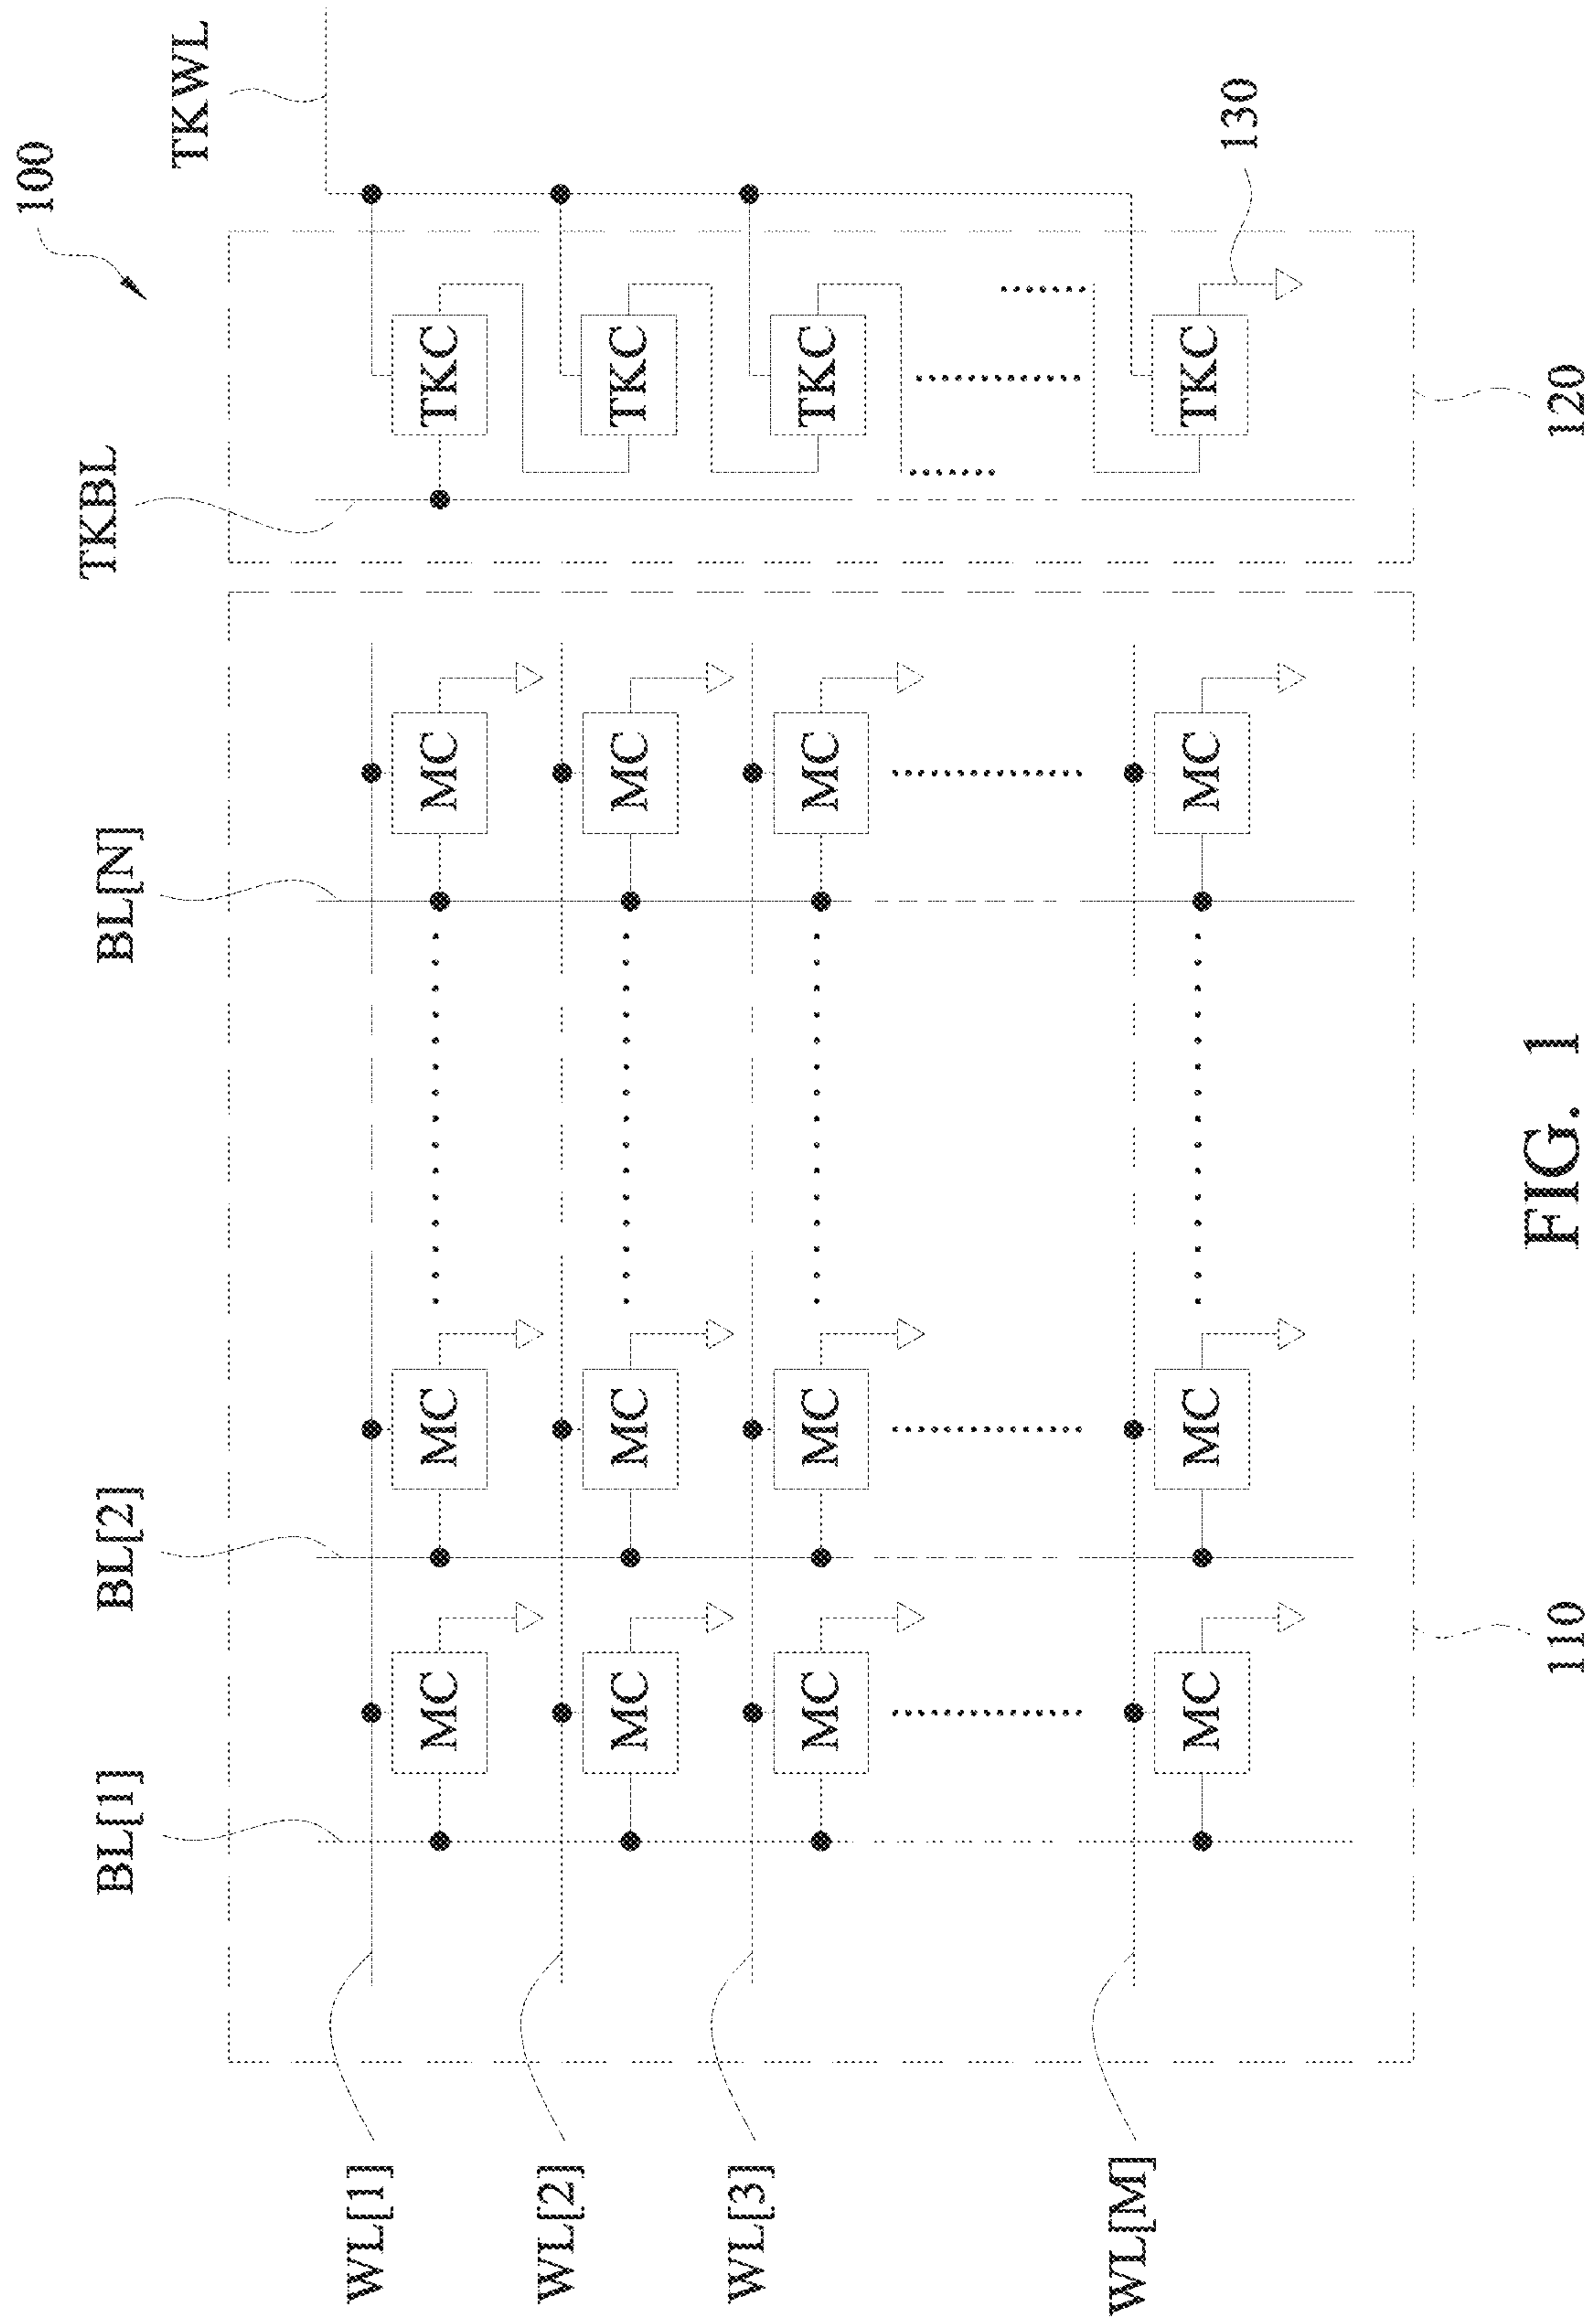 100
TKWL
TKBL
BL[1]
BL[2]
BL[N]
WL[1]
MC
MC
MC
TKC
WL[2]
MC
MC
MC
TKC
WL[3]
MC
MC
MC
TKC
WL[M]
MC
MC
MC
TKC
130
110
120
FIG. 1